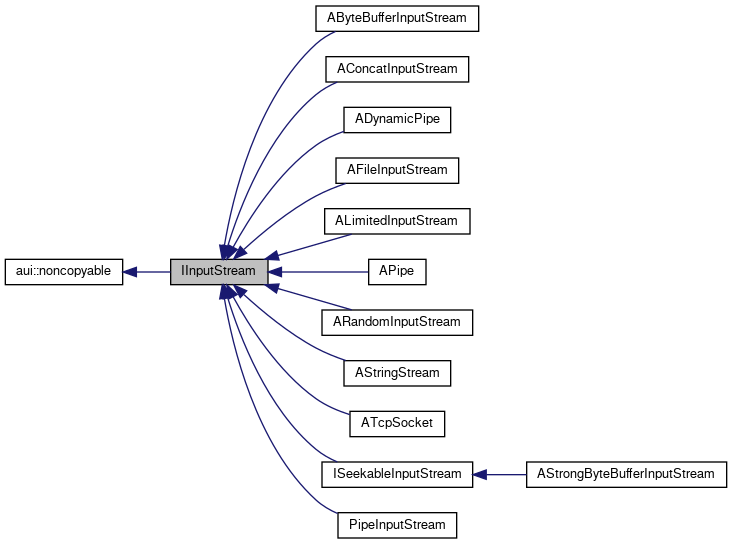 AByteBufferInputStream
AConcatInputStream
ADynamicPipe
AFileInputStream
ALimitedInputStream
aui::noncopyable
IInputStream
APipe
ARandomInputStream
AStringStream
ATcpSocket
ISeekableInputStream
AStrongByteBufferInputStream
PipeInputStream